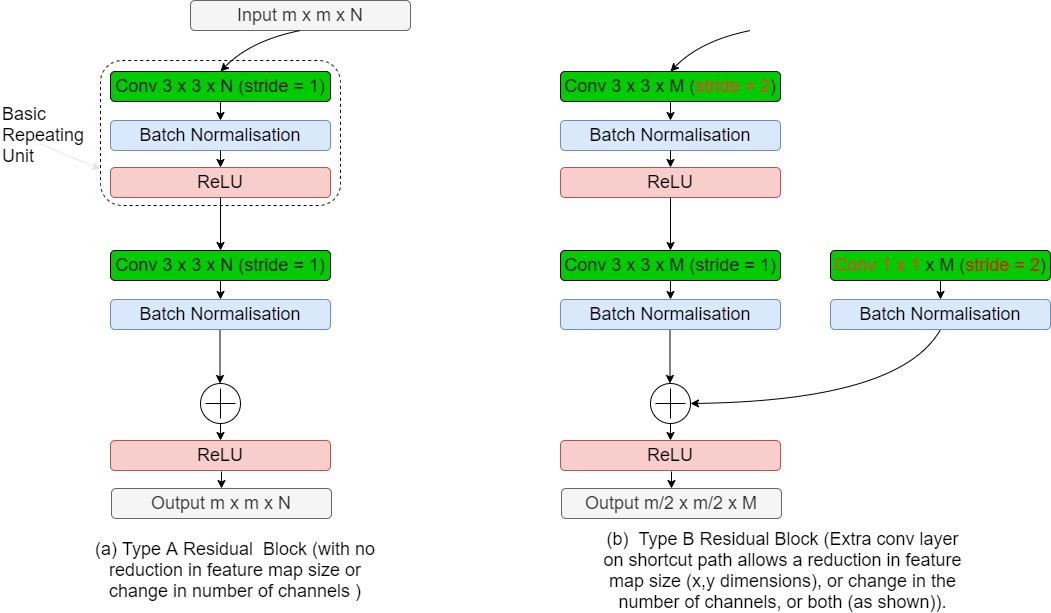 Input m x m x N
Conv 3 x 3 x N (stride = 1)
Batch Normalisation
ReLU
Basic
Repeating
Unit
Conv 3 x 3 x N (stride = 1)
Batch Normalisation
ReLU
Output m x m x N
(a) Type A Residual Block (with no
reduction in feature map size or
change in number of channels )
Conv 3 x 3 x M (stride = 2)
Batch Normalisation
ReLU
Conv 3 x 3 x M (stride = 1)
Batch Normalisation
Conv 1 x 1 x M (stride = 2)
Batch Normalisation
ReLU
Output m/2 x m/2 x M
(b) Type B Residual Block (Extra conv layer
on shortcut path allows a reduction in feature
map size (x,y dimensions), or change in the
number of channels, or both (as shown)).